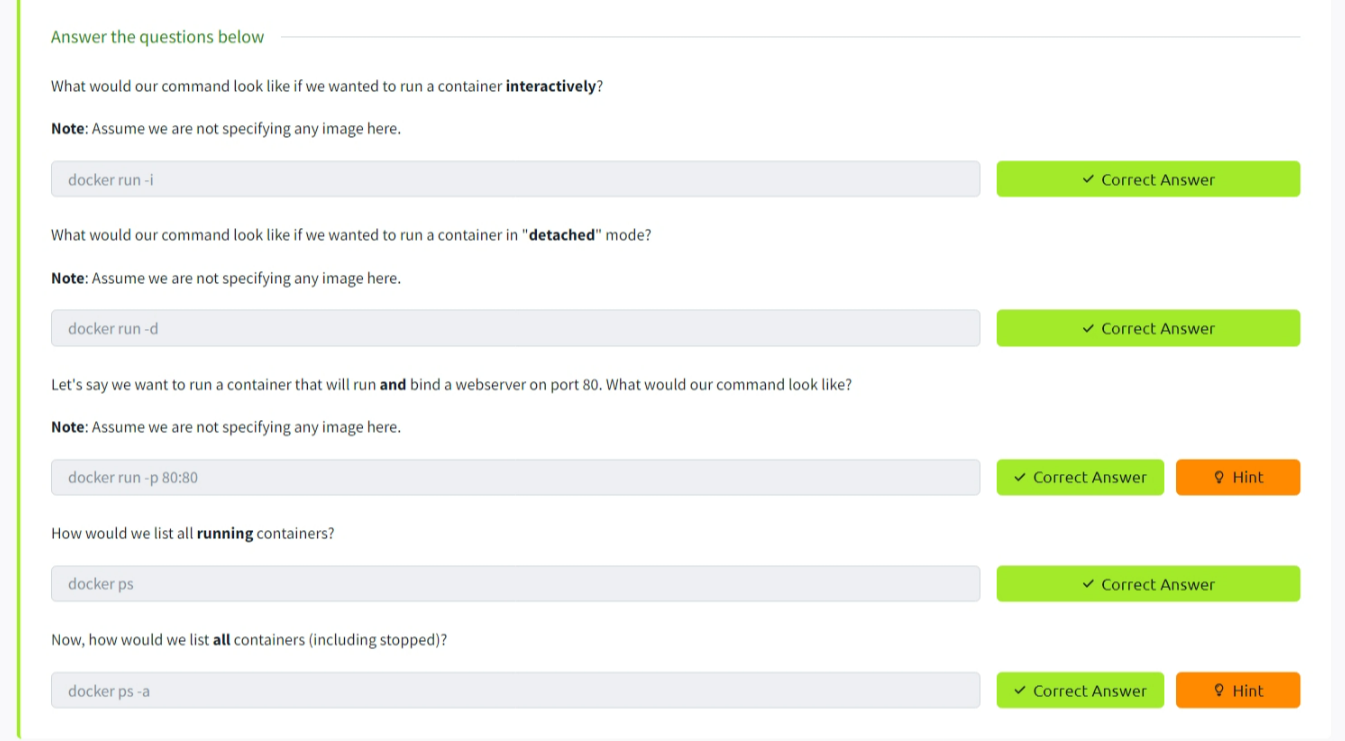 Answer the questions below
What would our command look like if we wanted to run a container interactively?
Note: Assume we are not specifying any image here.
docker run -i
✓ Correct Answer
What would our command look like if we wanted to run a container in "detached" mode?
Note: Assume we are not specifying any image here.
docker run -d
✓ Correct Answer
Let's say we want to run a container that will run and bind a webserver on port 80. What would our command look like?
Note: Assume we are not specifying any image here.
docker run -p 80:80
✓ Correct Answer
Hint
How would we list all running containers?
docker ps
✓ Correct Answer
Now, how would we list all containers (including stopped)?
docker ps -a
✓ Correct Answer
Hint